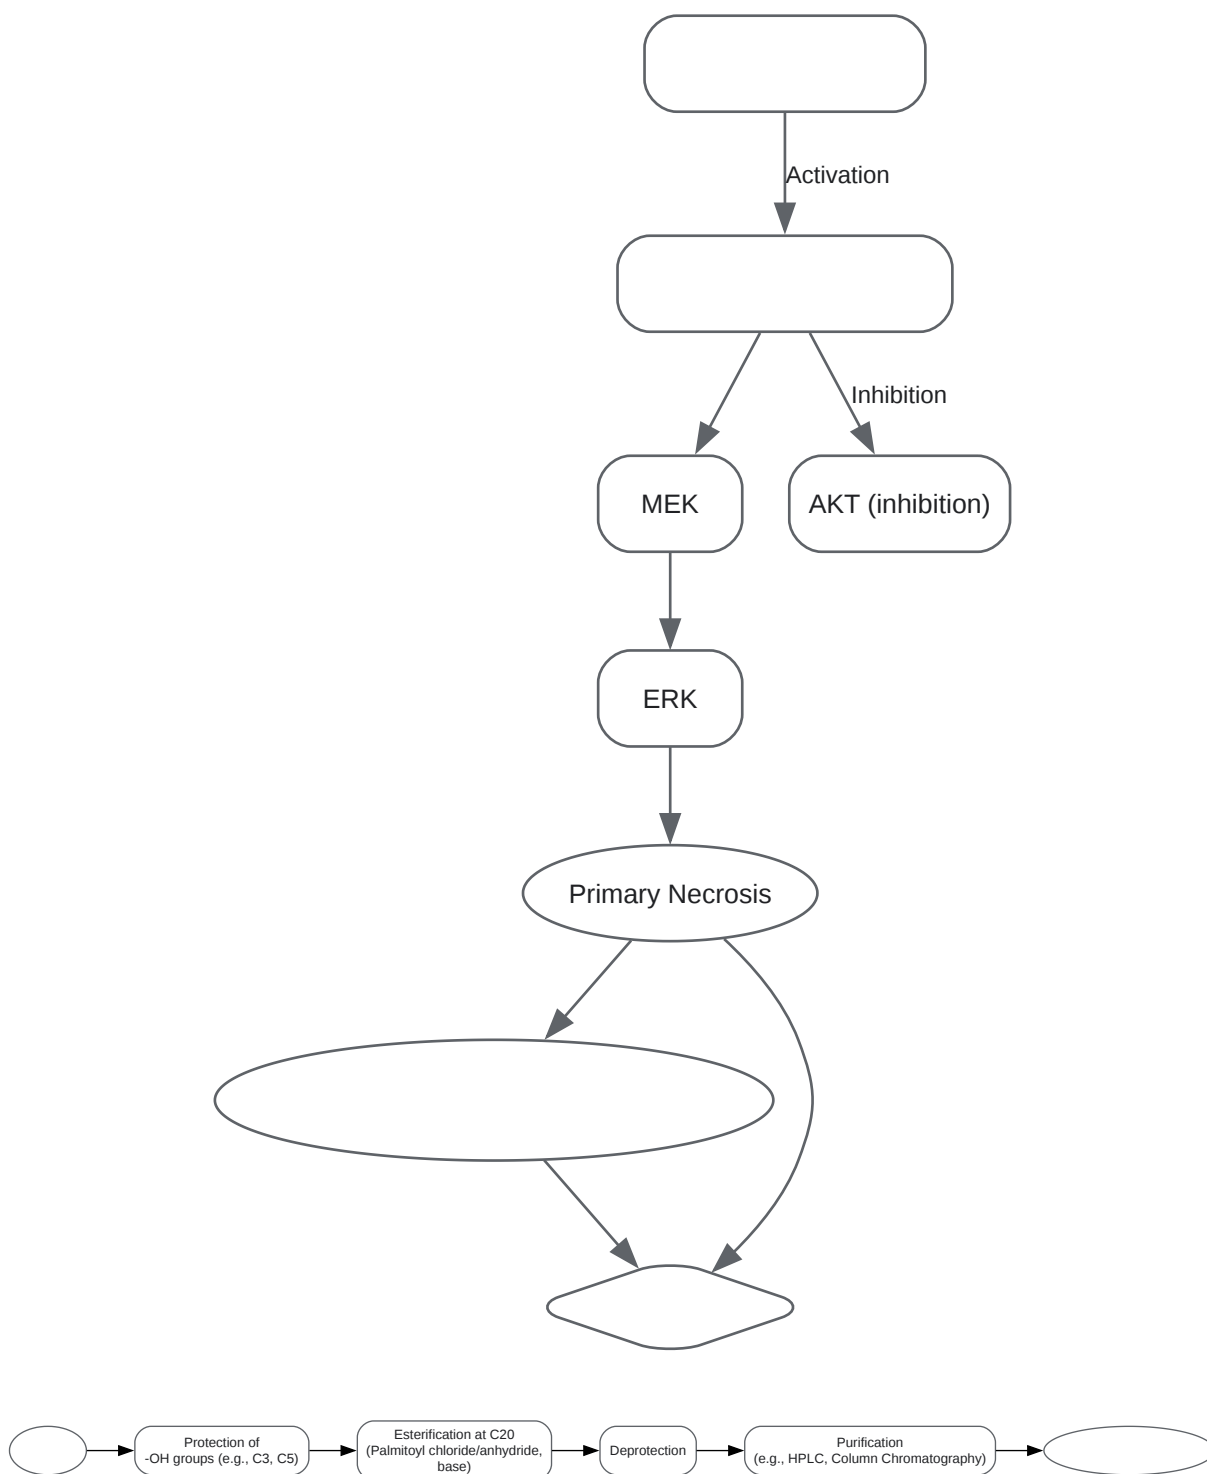 Activation
Inhibition
MEK
AKT (inhibition)
ERK
Primary Necrosis
Protection of
-OH groups (e.g., C3, C5)
Esterification at C20
(Palmitoyl chloride/anhydride,
base)
Deprotection
Purification
(e.g., HPLC, Column Chromatography)